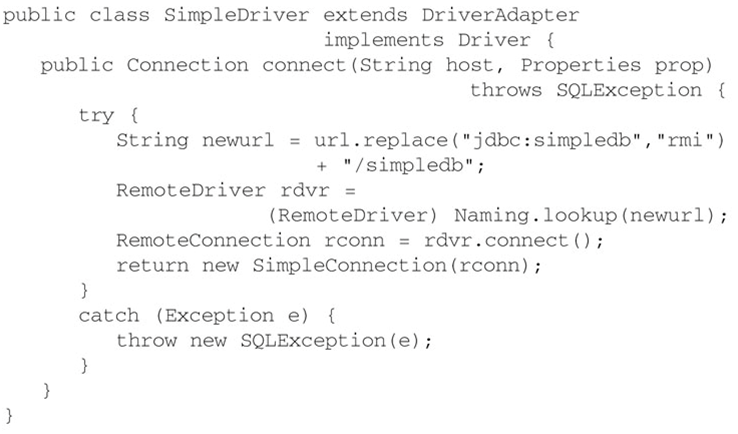 public class SimpleDriver extends DriverAdapter
implements Driver {
public Connection connect(String host, Properties prop)
throws SQLException {
try {
String newurl = url.replace("jdbc:simpledb","rmi")
+ "/simpledb";
RemoteDriver rdvr =
(RemoteDriver) Naming.lookup(newurl);
RemoteConnection rconn = rdvr.connect();
return new SimpleConnection(rconn);
}
catch (Exception e) {
throw new SQLException(e);
}
}
}